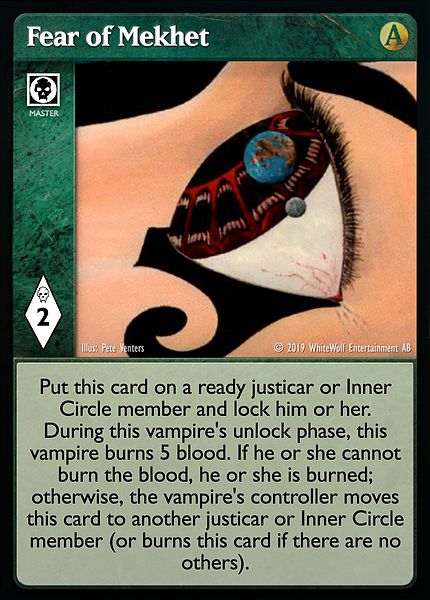 Fear of Mekhet
A
MASTER
2
Illus: Pete Venters
© 2019 WhiteWolf Entertainment AB
Put this card on a ready justicar or Inner
Circle member and lock him or her.
During this vampire's unlock phase, this
vampire burns 5 blood. If he or she cannot
burn the blood, he or she is burned;
otherwise, the vampire's controller moves
this card to another justicar or Inner Circle
member (or burns this card if there are no
others).